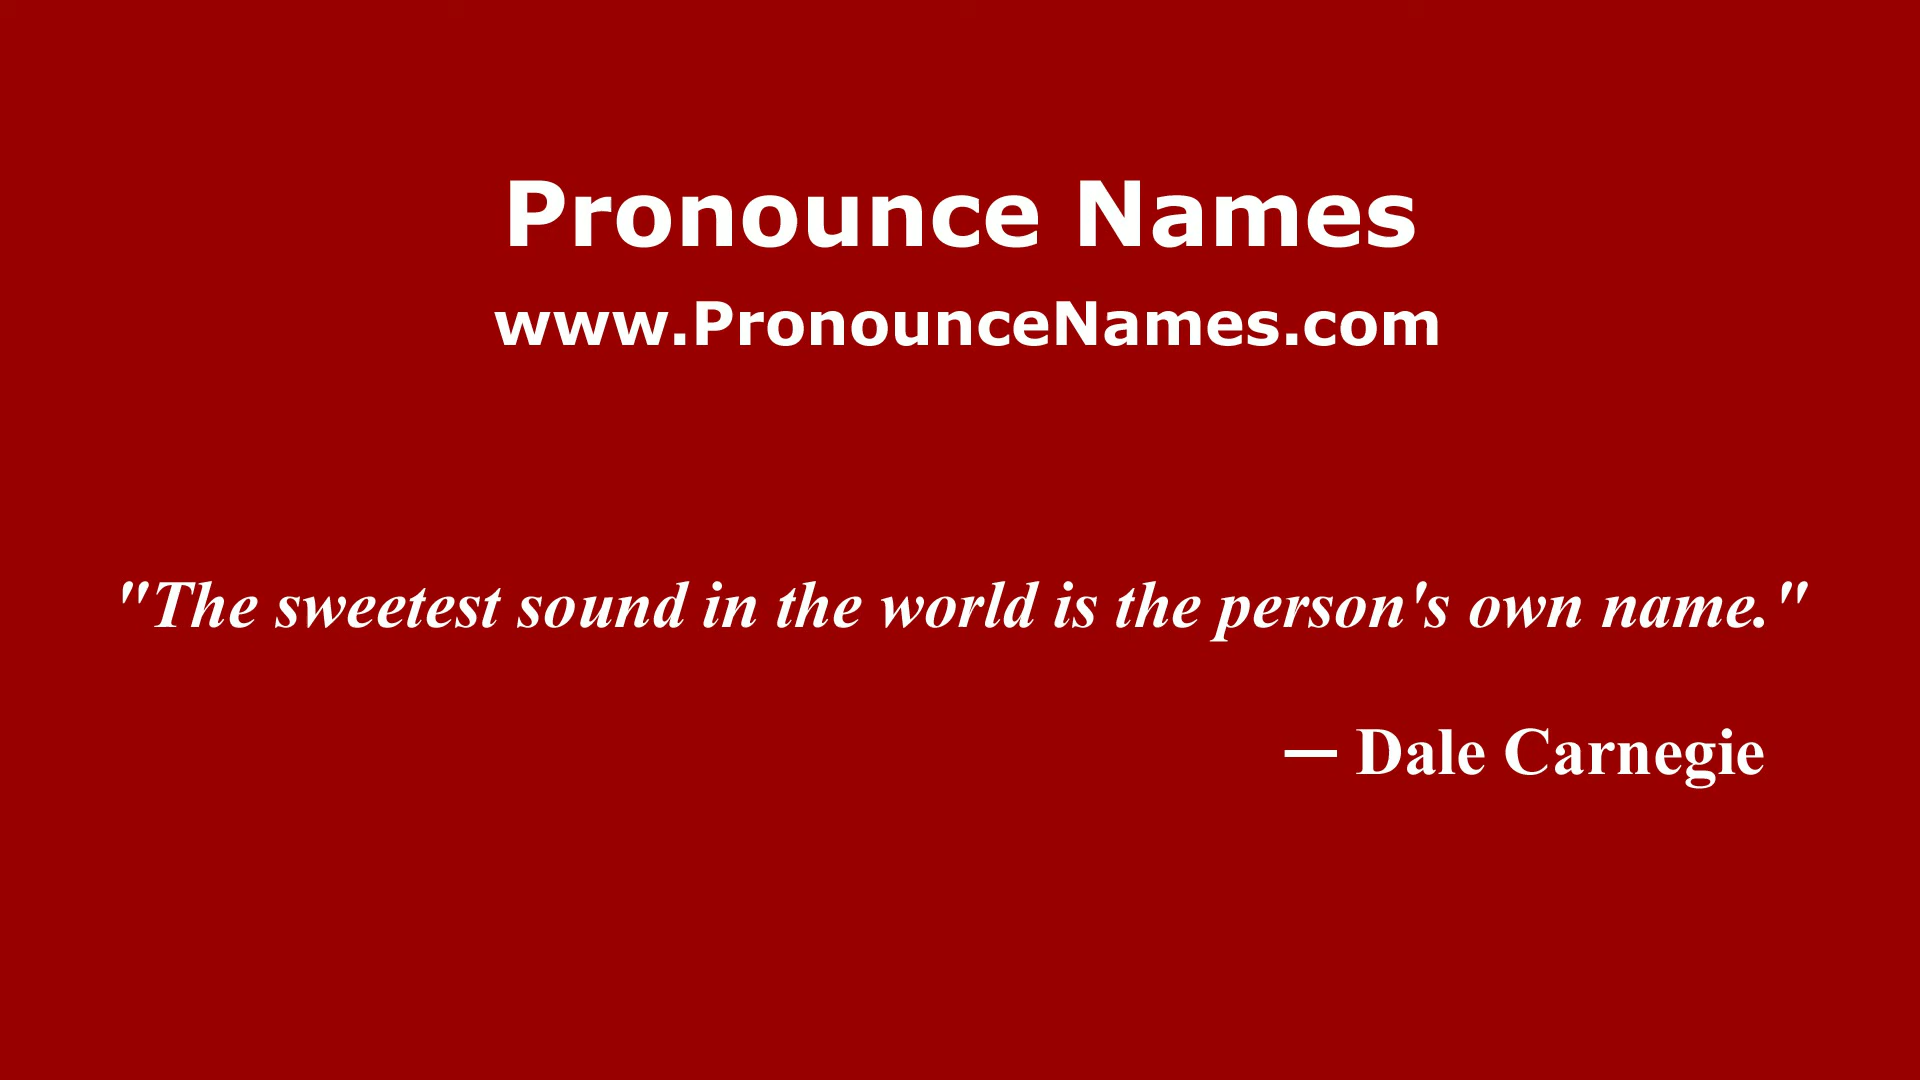 Pronounce Names
www.PronounceNames.com
"The sweetest sound in the world is the person's own name."
— Dale Carnegie